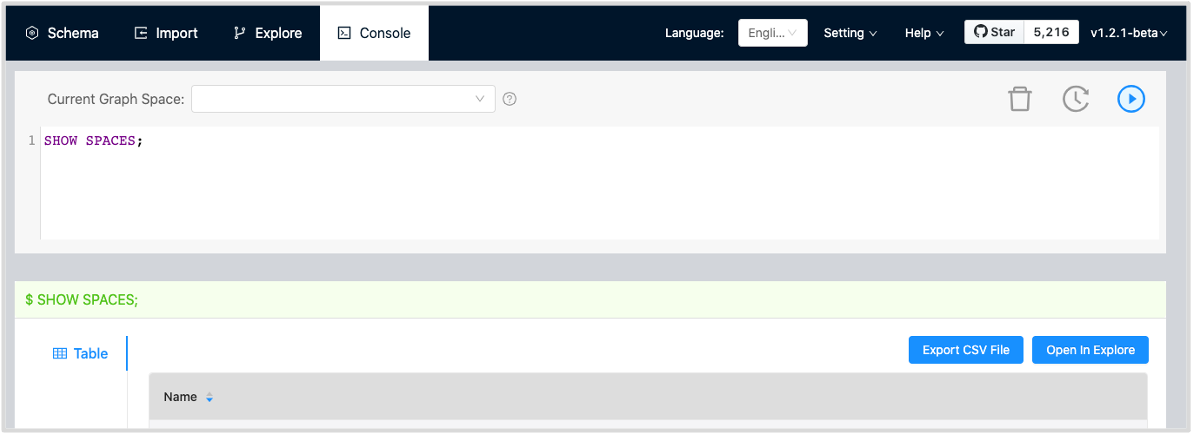 Schema Import Explore Console Language: Engli... Setting Help Star 5,216 v1.2.1-beta
Current Graph Space:
1 SHOW SPACES;
$ SHOW SPACES;
Table Export CSV File Open In Explore
Name